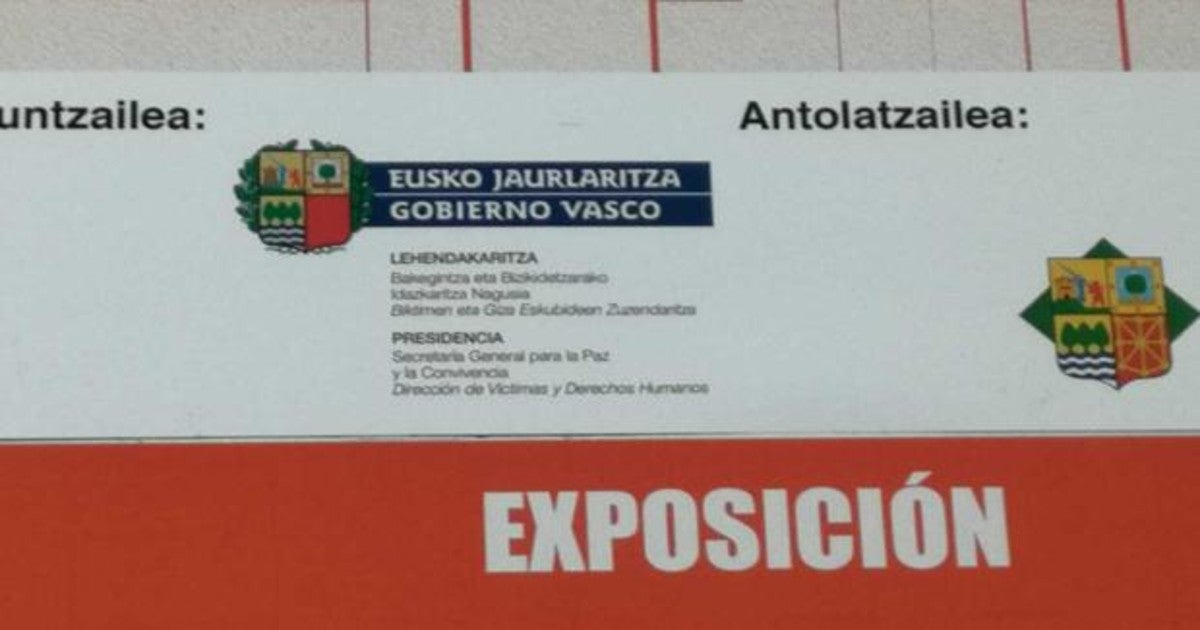 untzailea:
Antolatzailea:
EUSKO JAURLARITZA
GOBIERNO VASCO
LEHENDAKARITZA
Bakegintza eta Bizikidetzarako
Idazkaritza Nagusia
Biktimen eta Giza Eskubideen Zuzendaritza
PRESIDENCIA
Secretaría General para la Paz
y la Convivencia
Dirección de Víctimas y Derechos Humanos
EXPOSICIÓN